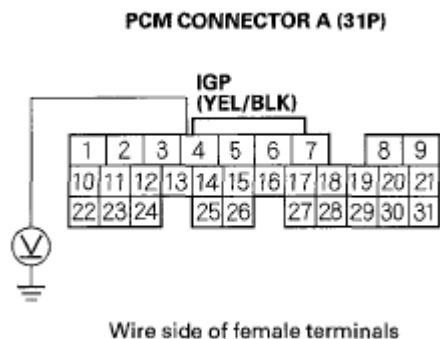 PCM CONNECTOR A (31P)
IGP
(YEL/BLK)
1 2 3 4 5 6 7 8 9
10 11 12 13 14 15 16 17 18 19 20 21
22 23 24 25 26 27 28 29 30 31
V
Wire side of female terminals